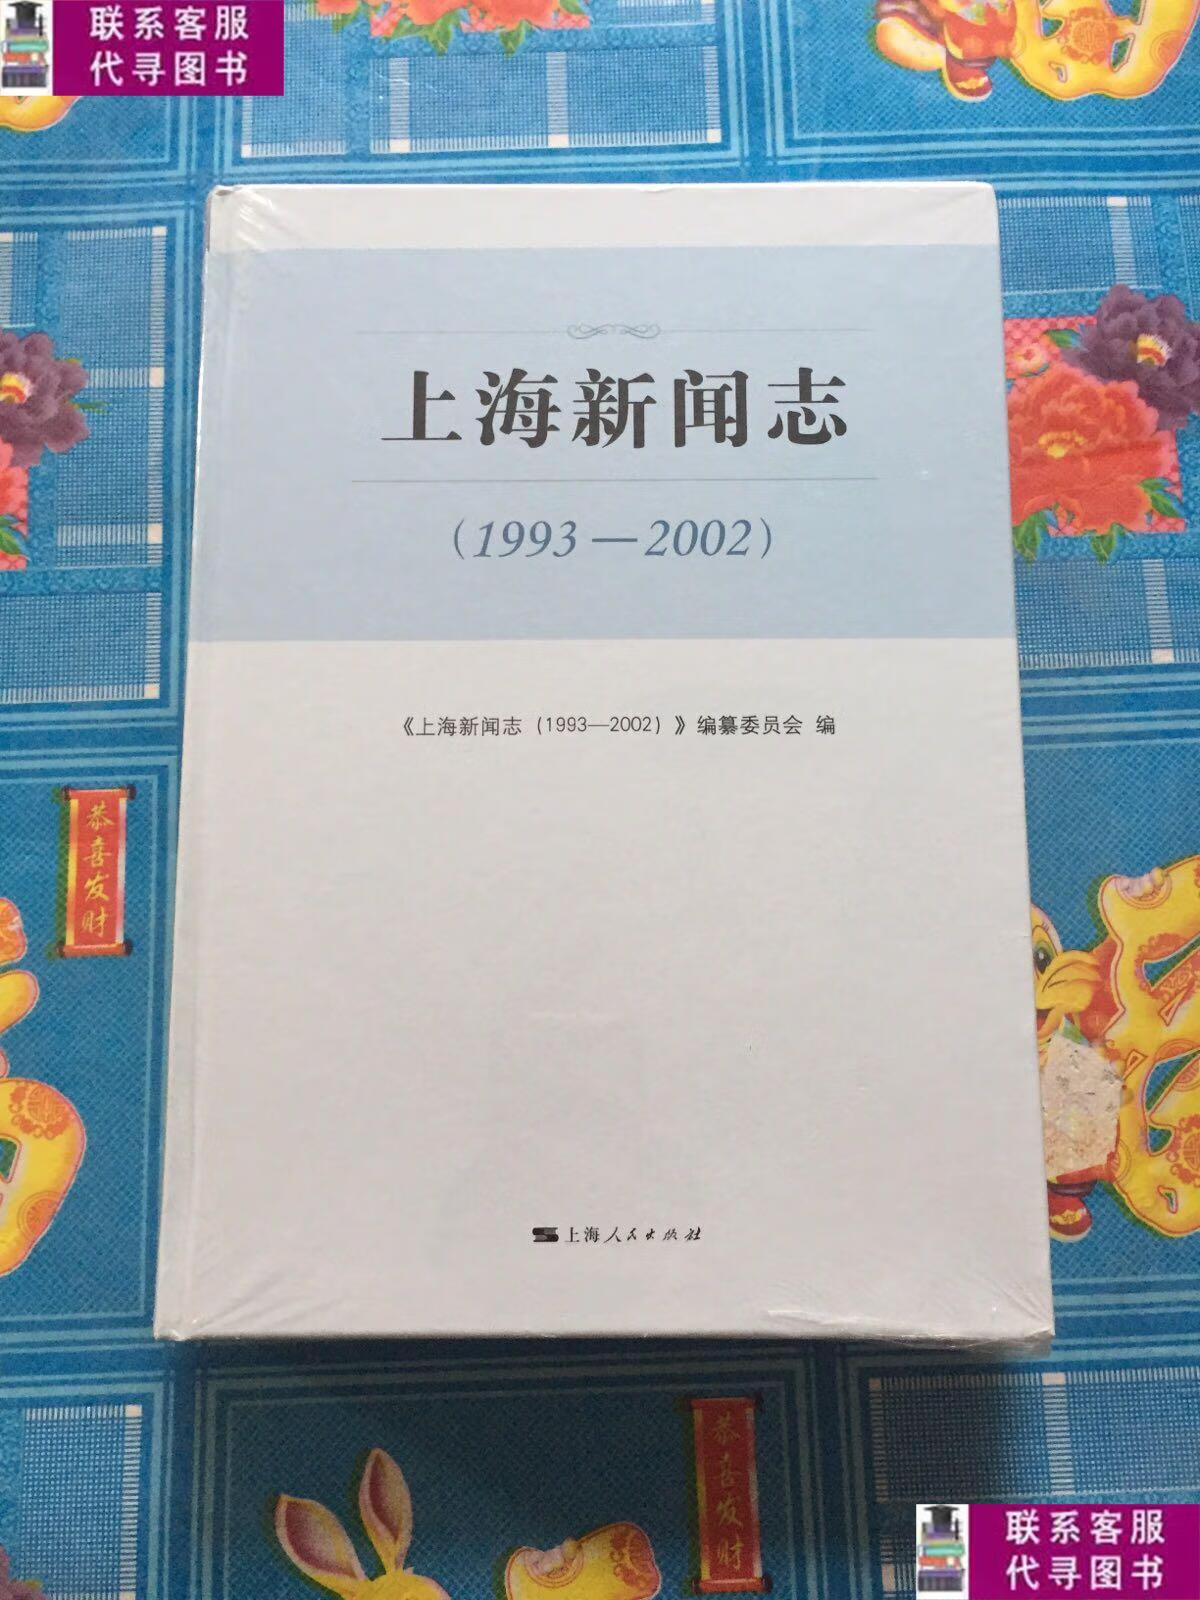 联系客服
代寻图书
上海新闻志
（1993—2002）
《上海新闻志（1993—2002）》编纂委员会 编
恭喜发财
上海人民出版社
恭喜发财
联系客服
代寻图书